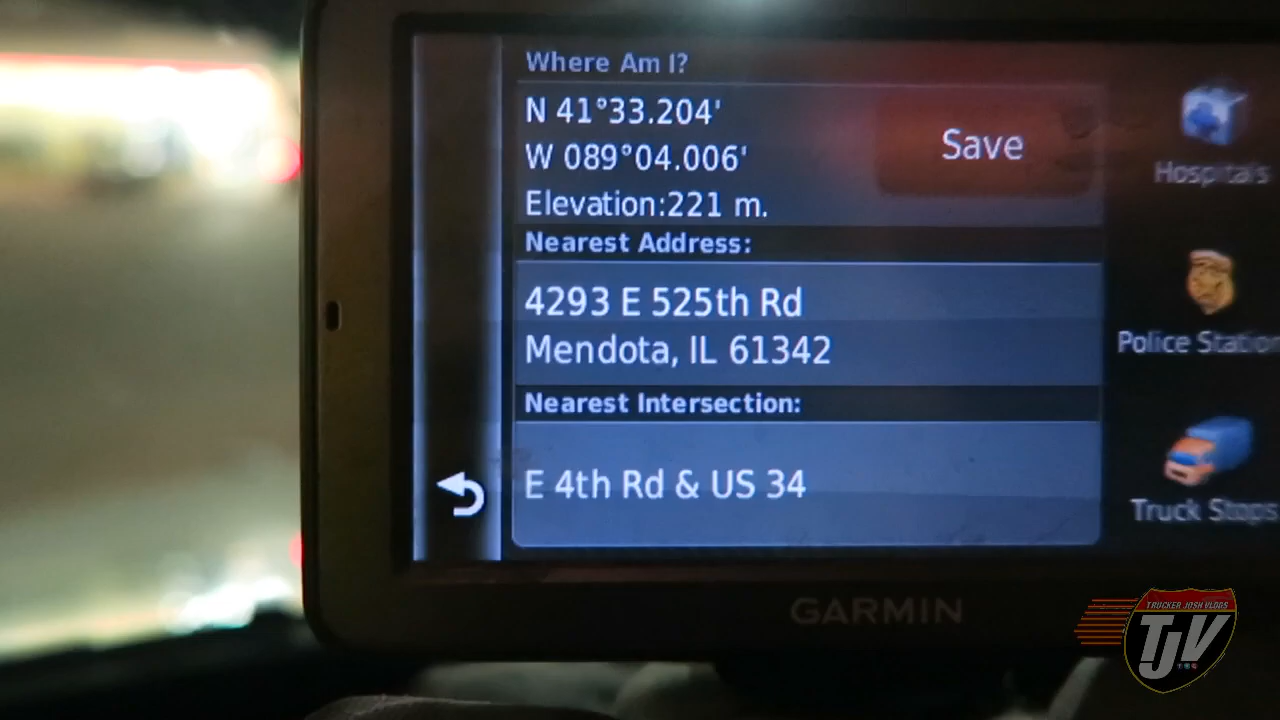 Where Am I?
N 41°33.204'
W 089°04.006'
Elevation:221 m.
Save
Nearest Address:
4293 E 525th Rd
Mendota, IL 61342
Nearest Intersection:
E 4th Rd & US 34
Hospitals
Police Station
Truck Stops
GARMIN
TRUCKER JOSH VLOGS
TJV